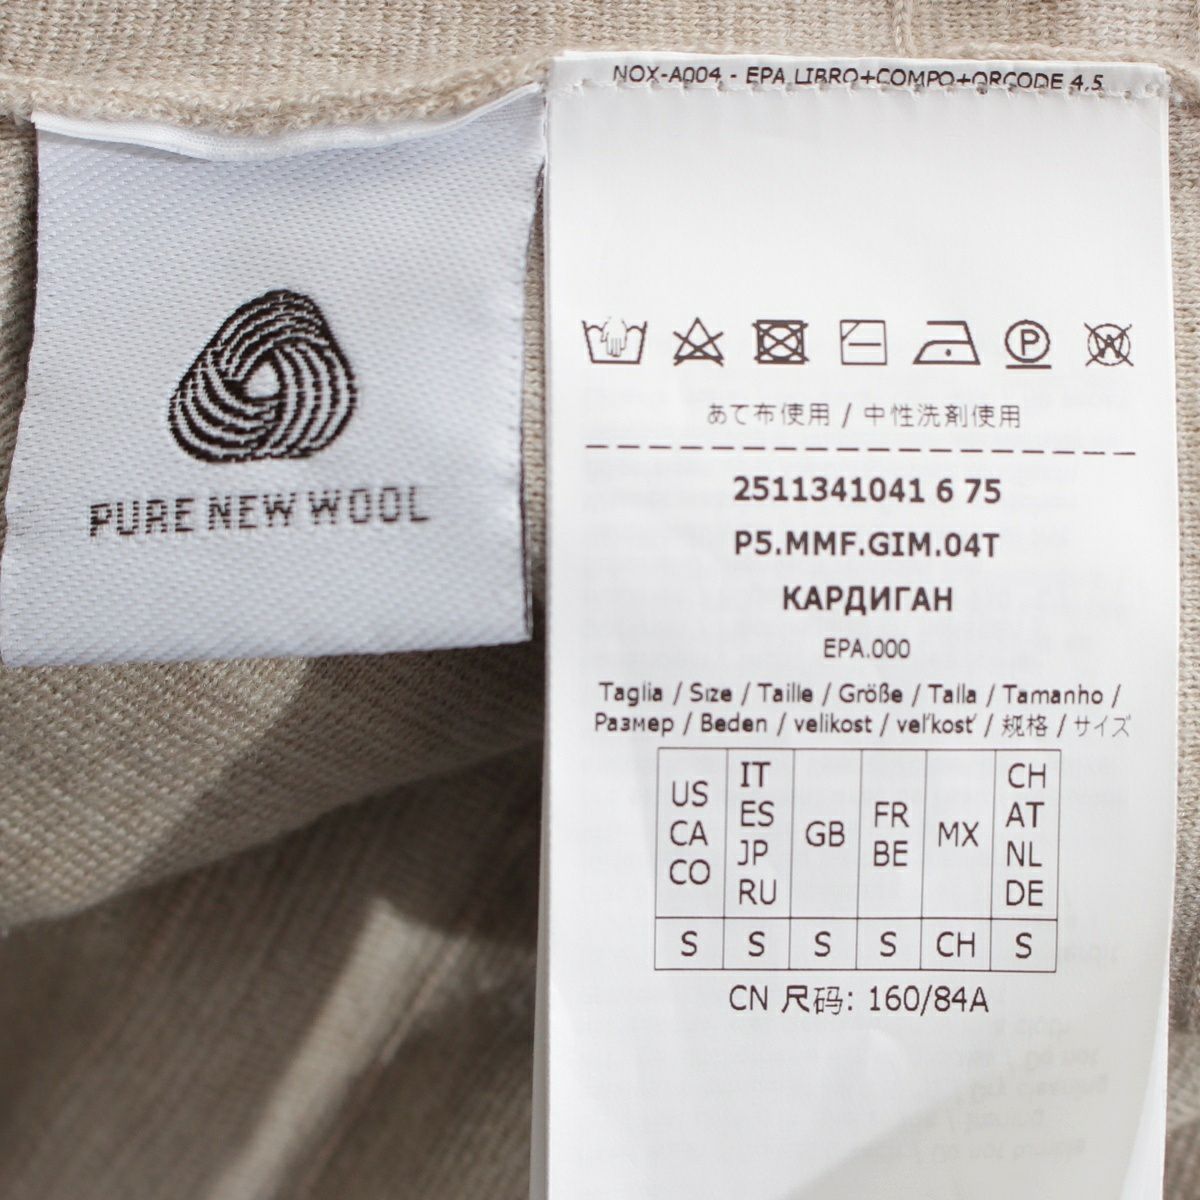 NOX-A004 - EPA LIBRO+COMPO+QRCODE 4.5
PURE NEW WOOL
P
W
あて布使用 / 中性洗剤使用
2511341041 6 75
P5.MMF.GIM.04T
КАРДИГАН
EPA.000
Taglia / Size / Taille / Größe / Talla / Tamanho /
Размер / Beden / velikost / veľkosť / 规格 / サイズ
US CA CO
IT ES JP RU
GB
FR BE
MX
CH AT NL DE
S S S S CH S
CN 尺码: 160/84A